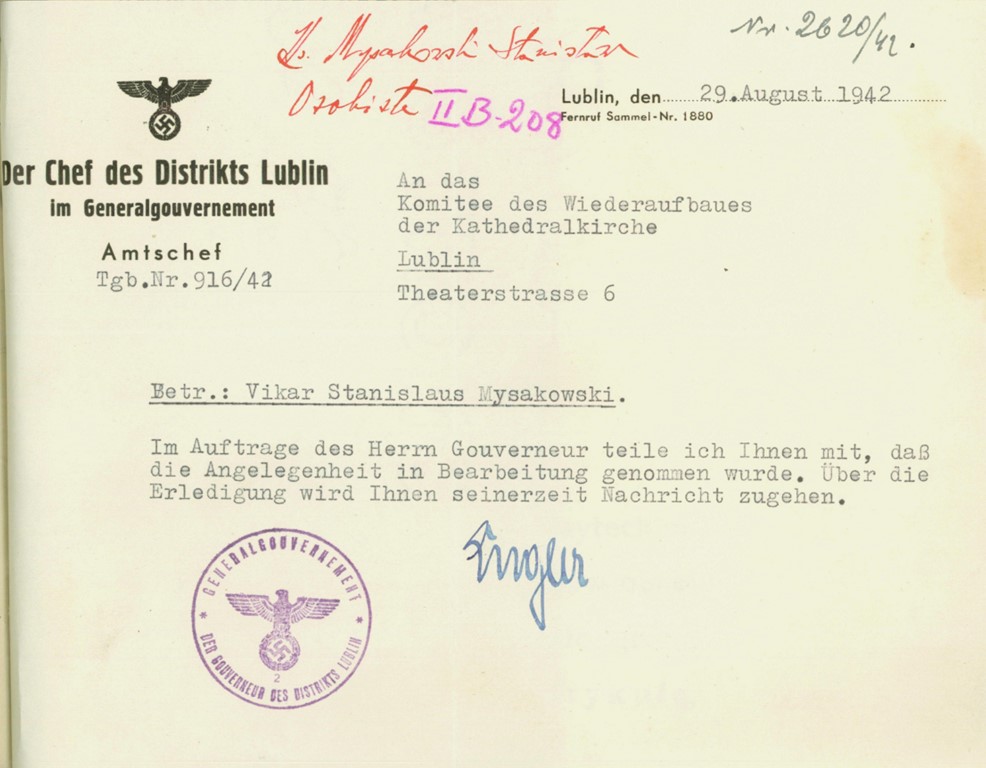 Ks. Mysakowski Stanisław
Osobiste II B-208
Nr. 2620/42.
Lublin, den 29. August 1942
Fernruf Sammel-Nr. 1880
Der Chef des Distrikts Lublin
im Generalgouvernement
Amtschef
Tgb.Nr.916/42
An das
Komitee des Wiederaufbaues
der Kathedralkirche
Lublin
Theaterstrasse 6
Betr.: Vikar Stanislaus Mysakowski.
Im Auftrage des Herrn Gouverneur teile ich Ihnen mit, daß
die Angelegenheit in Bearbeitung genommen wurde. Über die
Erledigung wird Ihnen seinerzeit Nachricht zugehen.
Engler
* GENERALGOUVERNEMENT *
DER GOUVERNEUR DES DISTRIKTS LUBLIN
2